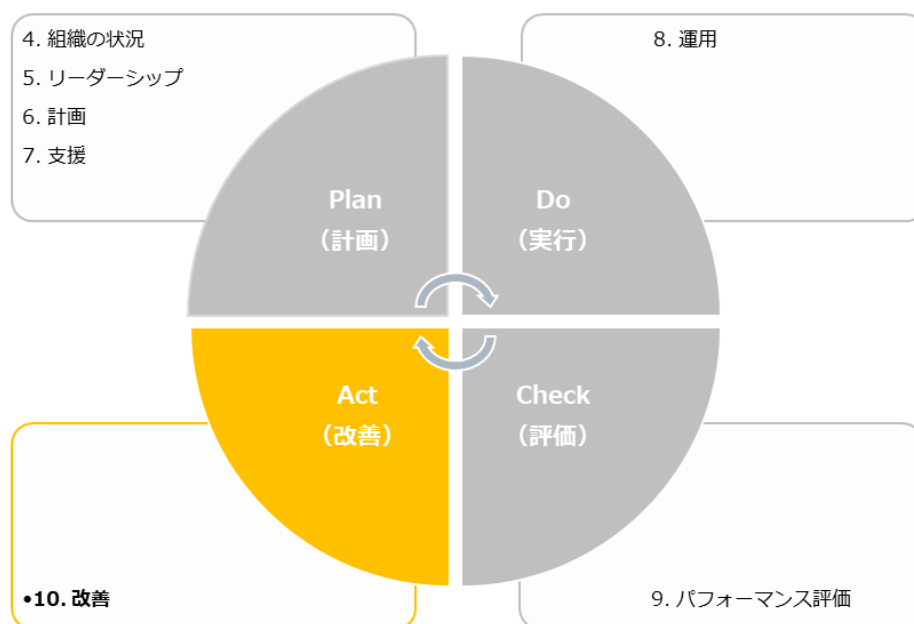 4. 組織の状況
5. リーダーシップ
6. 計画
7. 支援
8. 運用
Plan
（計画）
Do
（実行）
Act
（改善）
Check
（評価）
•10. 改善
9. パフォーマンス評価